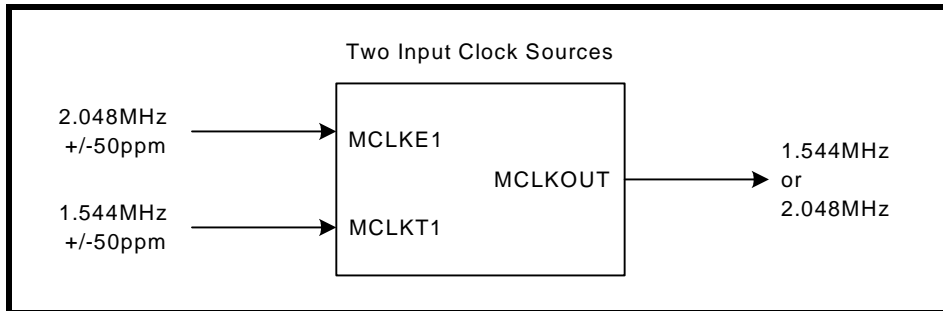 Two Input Clock Sources
2.048MHz
+/-50ppm
MCLKE1
MCLKOUT
1.544MHz
or
2.048MHz
1.544MHz
+/-50ppm
MCLKT1